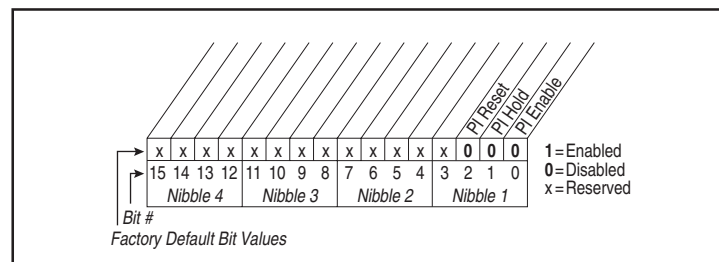 PI Reset
PI Hold
PI Enable
x x x x x x x x x x x x x 0 0 0
15 14 13 12 11 10 9 8 7 6 5 4 3 2 1 0
Nibble 4 Nibble 3 Nibble 2 Nibble 1
1=Enabled
0=Disabled
x=Reserved
Bit #
Factory Default Bit Values